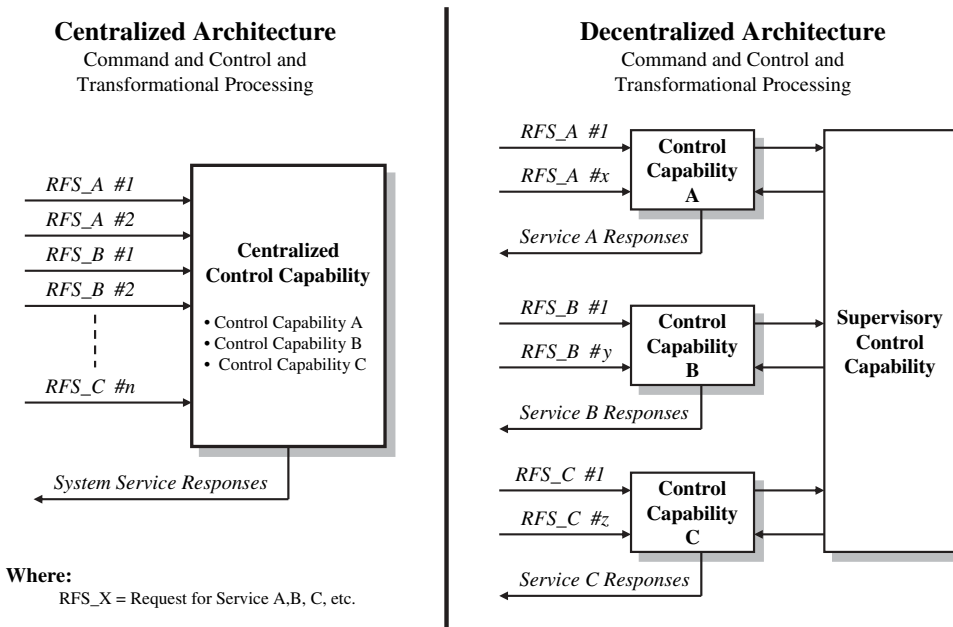 Centralized Architecture
Command and Control and
Transformational Processing
RFS_A #1
RFS_A #2
RFS_B #1
RFS_B #2
RFS_C #n
Centralized
Control Capability
• Control Capability A
• Control Capability B
• Control Capability C
System Service Responses
Where:
RFS_X = Request for Service A,B, C, etc.
Decentralized Architecture
Command and Control and
Transformational Processing
RFS_A #1
RFS_A #x
Control
Capability
A
Service A Responses
RFS_B #1
RFS_B #y
Control
Capability
B
Service B Responses
RFS_C #1
RFS_C #z
Control
Capability
C
Service C Responses
Supervisory
Control
Capability